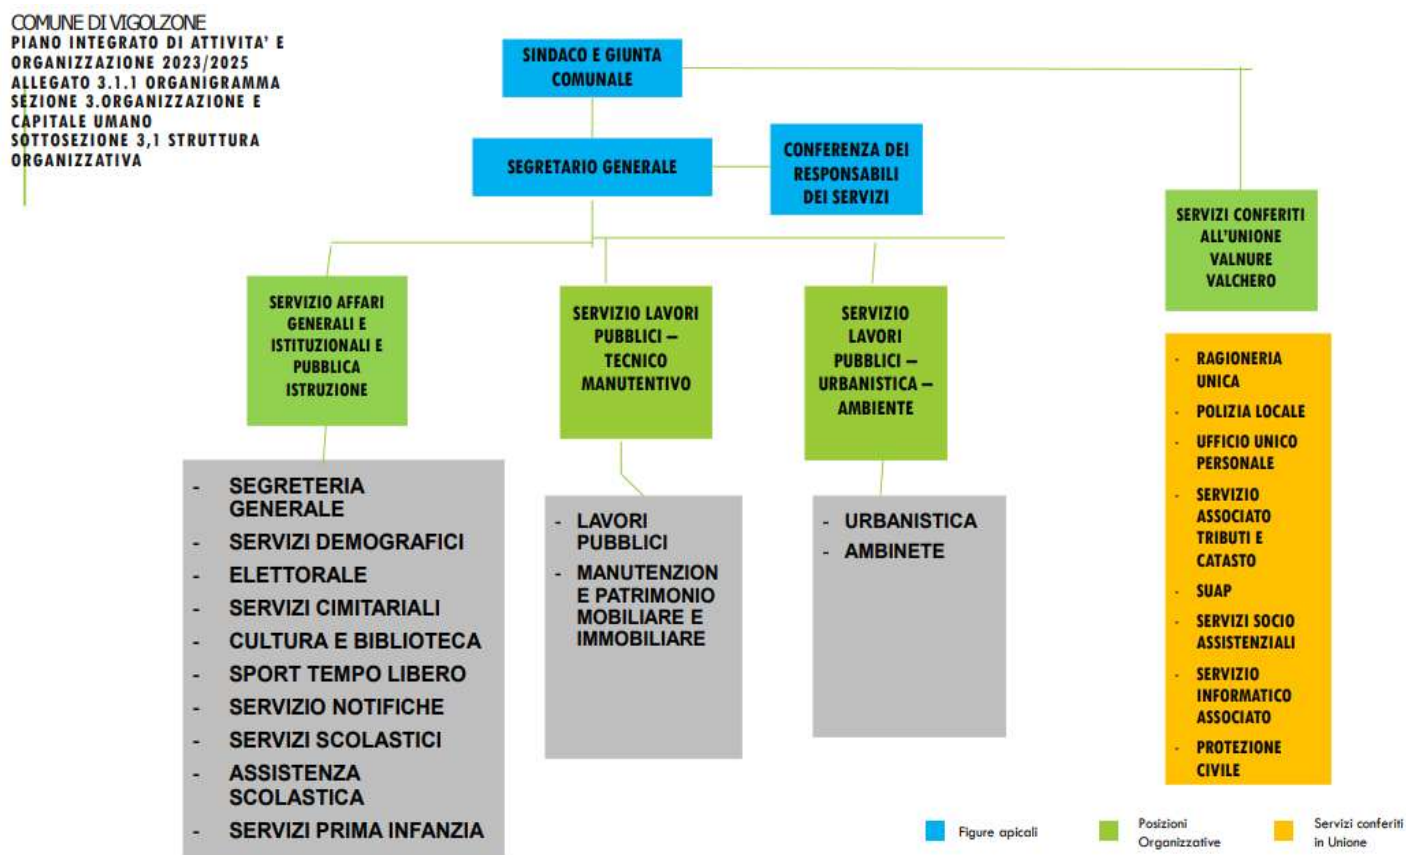 COMUNE DI VIGOLZONE
PIANO INTEGRATO DI ATTIVITA' E
ORGANIZZAZIONE 2023/2025
ALLEGATO 3.1.1 ORGANIGRAMMA
SEZIONE 3.ORGANIZZAZIONE E
CAPITALE UMANO
SOTTOSEZIONE 3,1 STRUTTURA
ORGANIZZATIVA
SINDACO E GIUNTA
COMUNALE
SEGRETARIO GENERALE
CONFERENZA DEI
RESPONSABILI
DEI SERVIZI
SERVIZIO AFFARI
GENERALI E
ISTITUZIONALI E
PUBBLICA
ISTRUZIONE
- SEGRETERIA
GENERALE
- SERVIZI DEMOGRAFICI
- ELETTORALE
- SERVIZI CIMITARIALI
- CULTURA E BIBLIOTECA
- SPORT TEMPO LIBERO
- SERVIZIO NOTIFICHE
- SERVIZI SCOLASTICI
- ASSISTENZA
SCOLASTICA
- SERVIZI PRIMA INFANZIA
SERVIZIO LAVORI
PUBBLICI –
TECNICO
MANUTENTIVO
- LAVORI
PUBBLICI
- MANUTENZION
E PATRIMONIO
MOBILIARE E
IMMOBILIARE
SERVIZIO
LAVORI
PUBBLICI –
URBANISTICA –
AMBIENTE
- URBANISTICA
- AMBINETE
SERVIZI CONFERITI
ALL'UNIONE
VALNURE
VALCHERO
- RAGIONERIA
UNICA
- POLIZIA LOCALE
- UFFICIO UNICO
PERSONALE
- SERVIZIO
ASSOCIATO
TRIBUTI E
CATASTO
- SUAP
- SERVIZI SOCIO
ASSISTENZIALI
- SERVIZIO
INFORMATICO
ASSOCIATO
- PROTEZIONE
CIVILE
Figure apicali
Posizioni
Organizzative
Servizi conferiti
in Unione